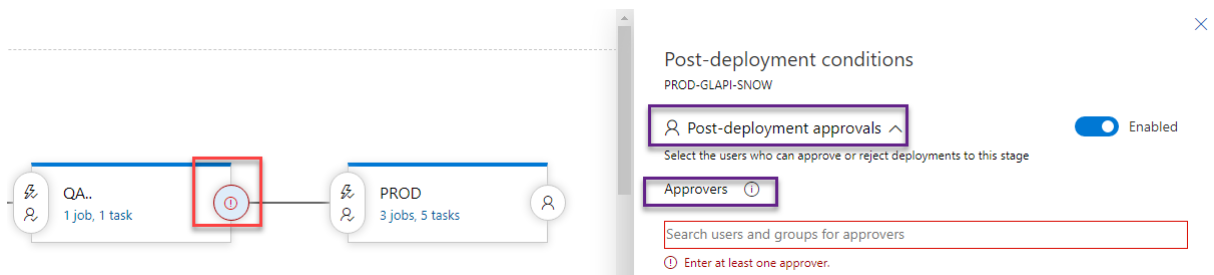 QA..
1 job, 1 task
PROD
3 jobs, 5 tasks
Post-deployment conditions
PROD-GLAPI-SNOW
Post-deployment approvals
Enabled
Select the users who can approve or reject deployments to this stage
Approvers
Search users and groups for approvers
Enter at least one approver.